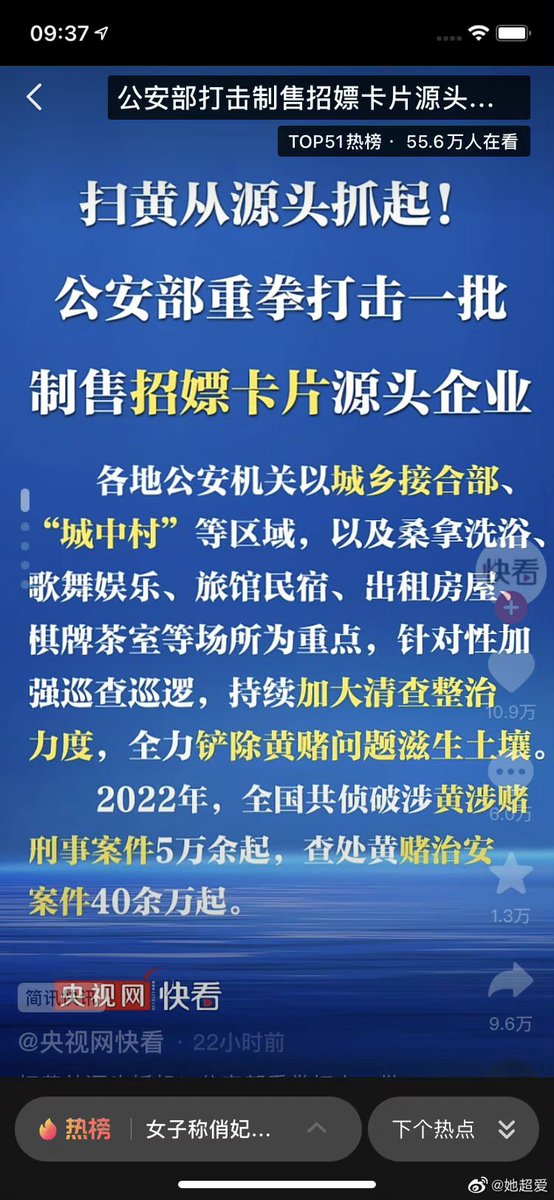 09:37
公安部打击制售招嫖卡片源头...
TOP51热榜· 55.6万人在看
扫黄从源头抓起！
公安部重拳打击一批
制售招嫖卡片源头企业
各地公安机关以城乡接合部、
“城中村”等区域，以及桑拿洗浴、
歌舞娱乐、旅馆民宿、出租房屋、
棋牌茶室等场所为重点，针对性加
强巡查巡逻，持续加大清查整治
力度，全力铲除黄赌问题滋生土壤。
2022年，全国共侦破涉黄涉赌
刑事案件5万余起，查处黄赌治安
案件40余万起。
快看
10.9万
6.0万
1.3万
9.6万
央视网 快看
@央视网快看 · 22小时前
热榜
女子称俏妃...
下个热点
@她超爱